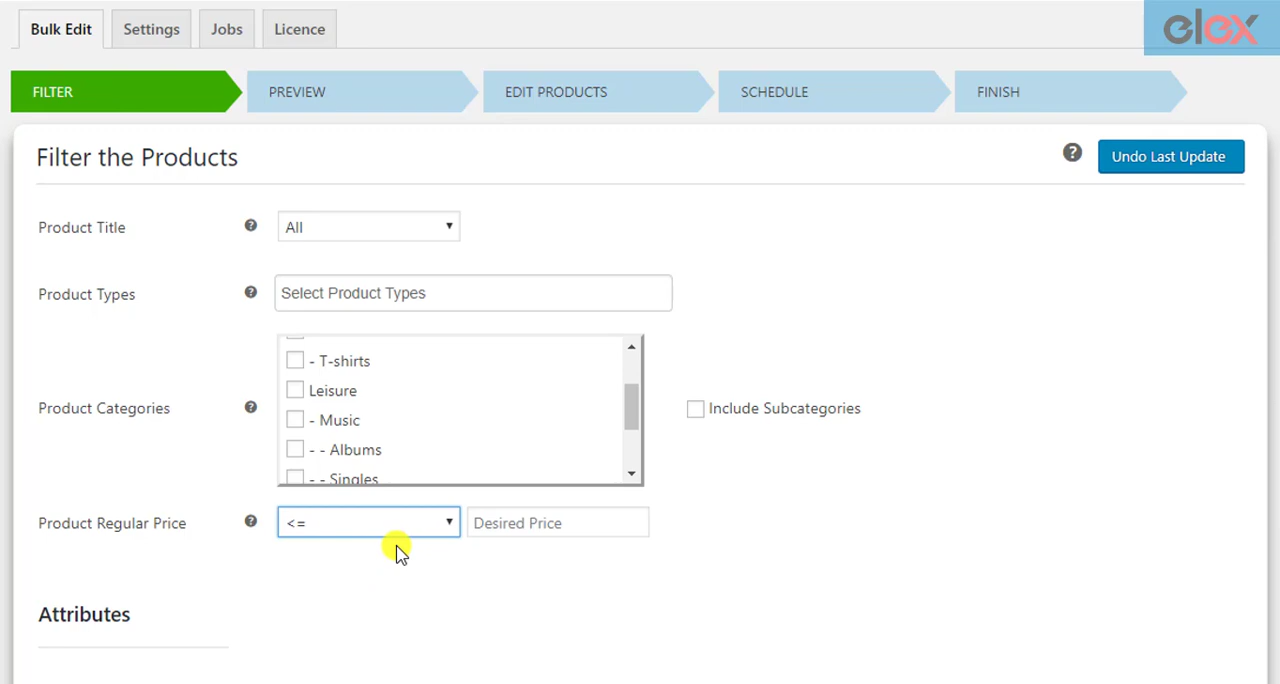 Bulk Edit Settings Jobs Licence
elex
FILTER PREVIEW EDIT PRODUCTS SCHEDULE FINISH
Filter the Products ? Undo Last Update
Product Title ? All
Product Types ? Select Product Types
- T-shirts
Leisure
- Music
Product Categories ? Include Subcategories
- - Albums
- - Singles
Product Regular Price ? <= Desired Price
Attributes